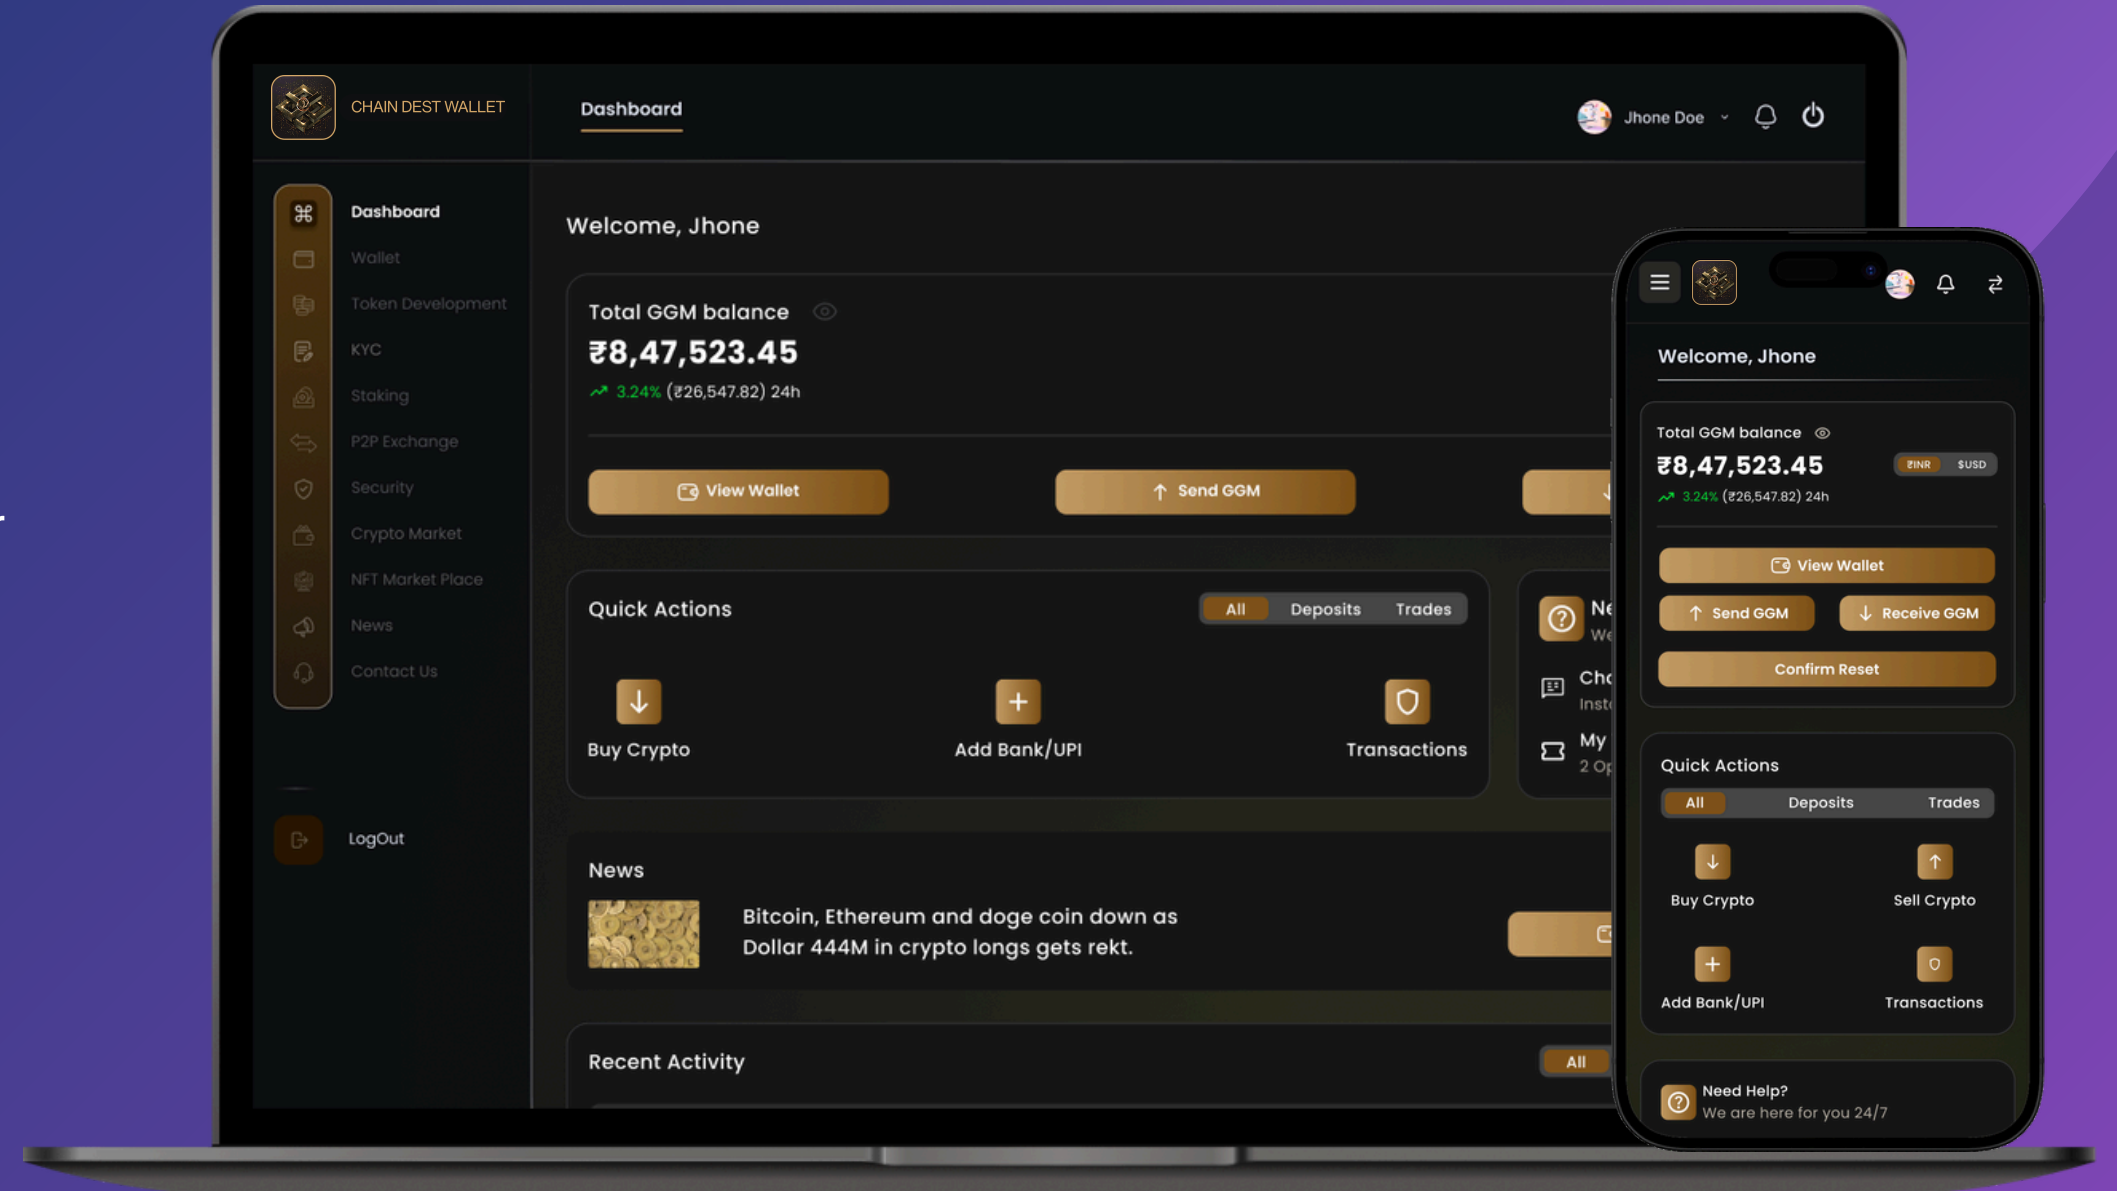 CHAIN DEST WALLET
Dashboard
Jhone Doe
Dashboard
Wallet
Token Development
KYC
Staking
P2P Exchange
Security
Crypto Market
NFT Market Place
News
Contact Us
LogOut
Welcome, Jhone
Total GGM balance
₹8,47,523.45
3.24% (₹26,547.82) 24h
View Wallet
Send GGM
Quick Actions
All Deposits Trades
Buy Crypto
Add Bank/UPI
Transactions
My
News
Bitcoin, Ethereum and doge coin down as
Dollar 444M in crypto longs gets rekt.
Recent Activity
All
Welcome, Jhone
Total GGM balance
₹8,47,523.45
₹INR $USD
3.24% (₹26,547.82) 24h
View Wallet
Send GGM Receive GGM
Confirm Reset
Quick Actions
All Deposits Trades
Buy Crypto Sell Crypto
Add Bank/UPI Transactions
Need Help?
We are here for you 24/7